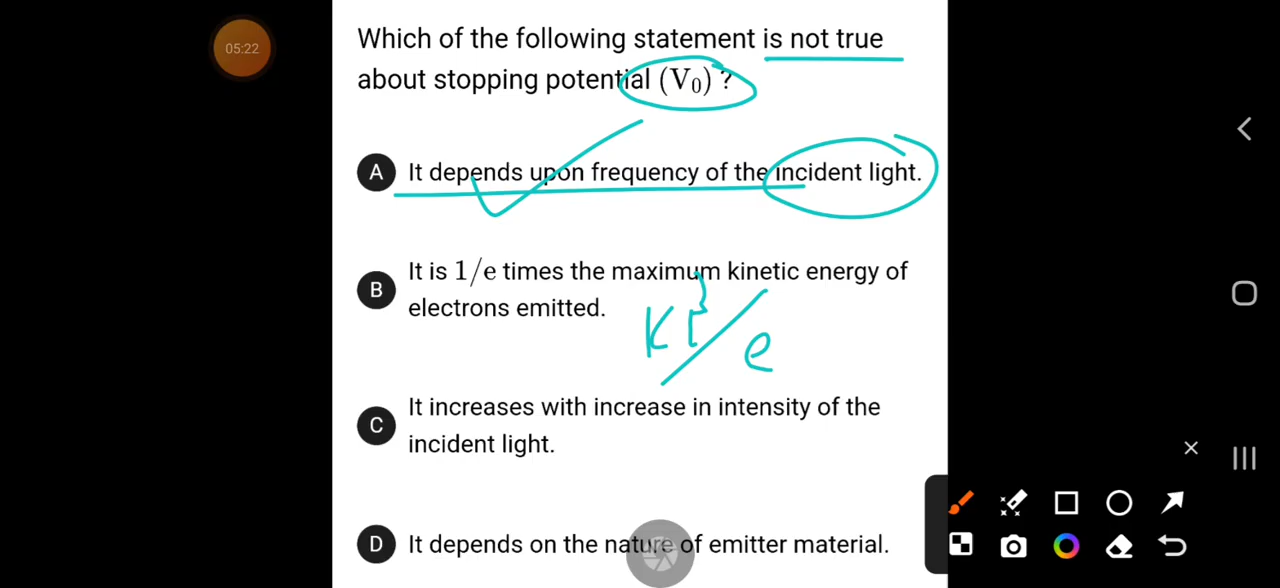 05:22
Which of the following statement is not true
about stopping potential (V₀) ?
A It depends upon frequency of the incident light.
B It is 1/e times the maximum kinetic energy of
electrons emitted.
KE/e
C It increases with increase in intensity of the
incident light.
D It depends on the nature of emitter material.